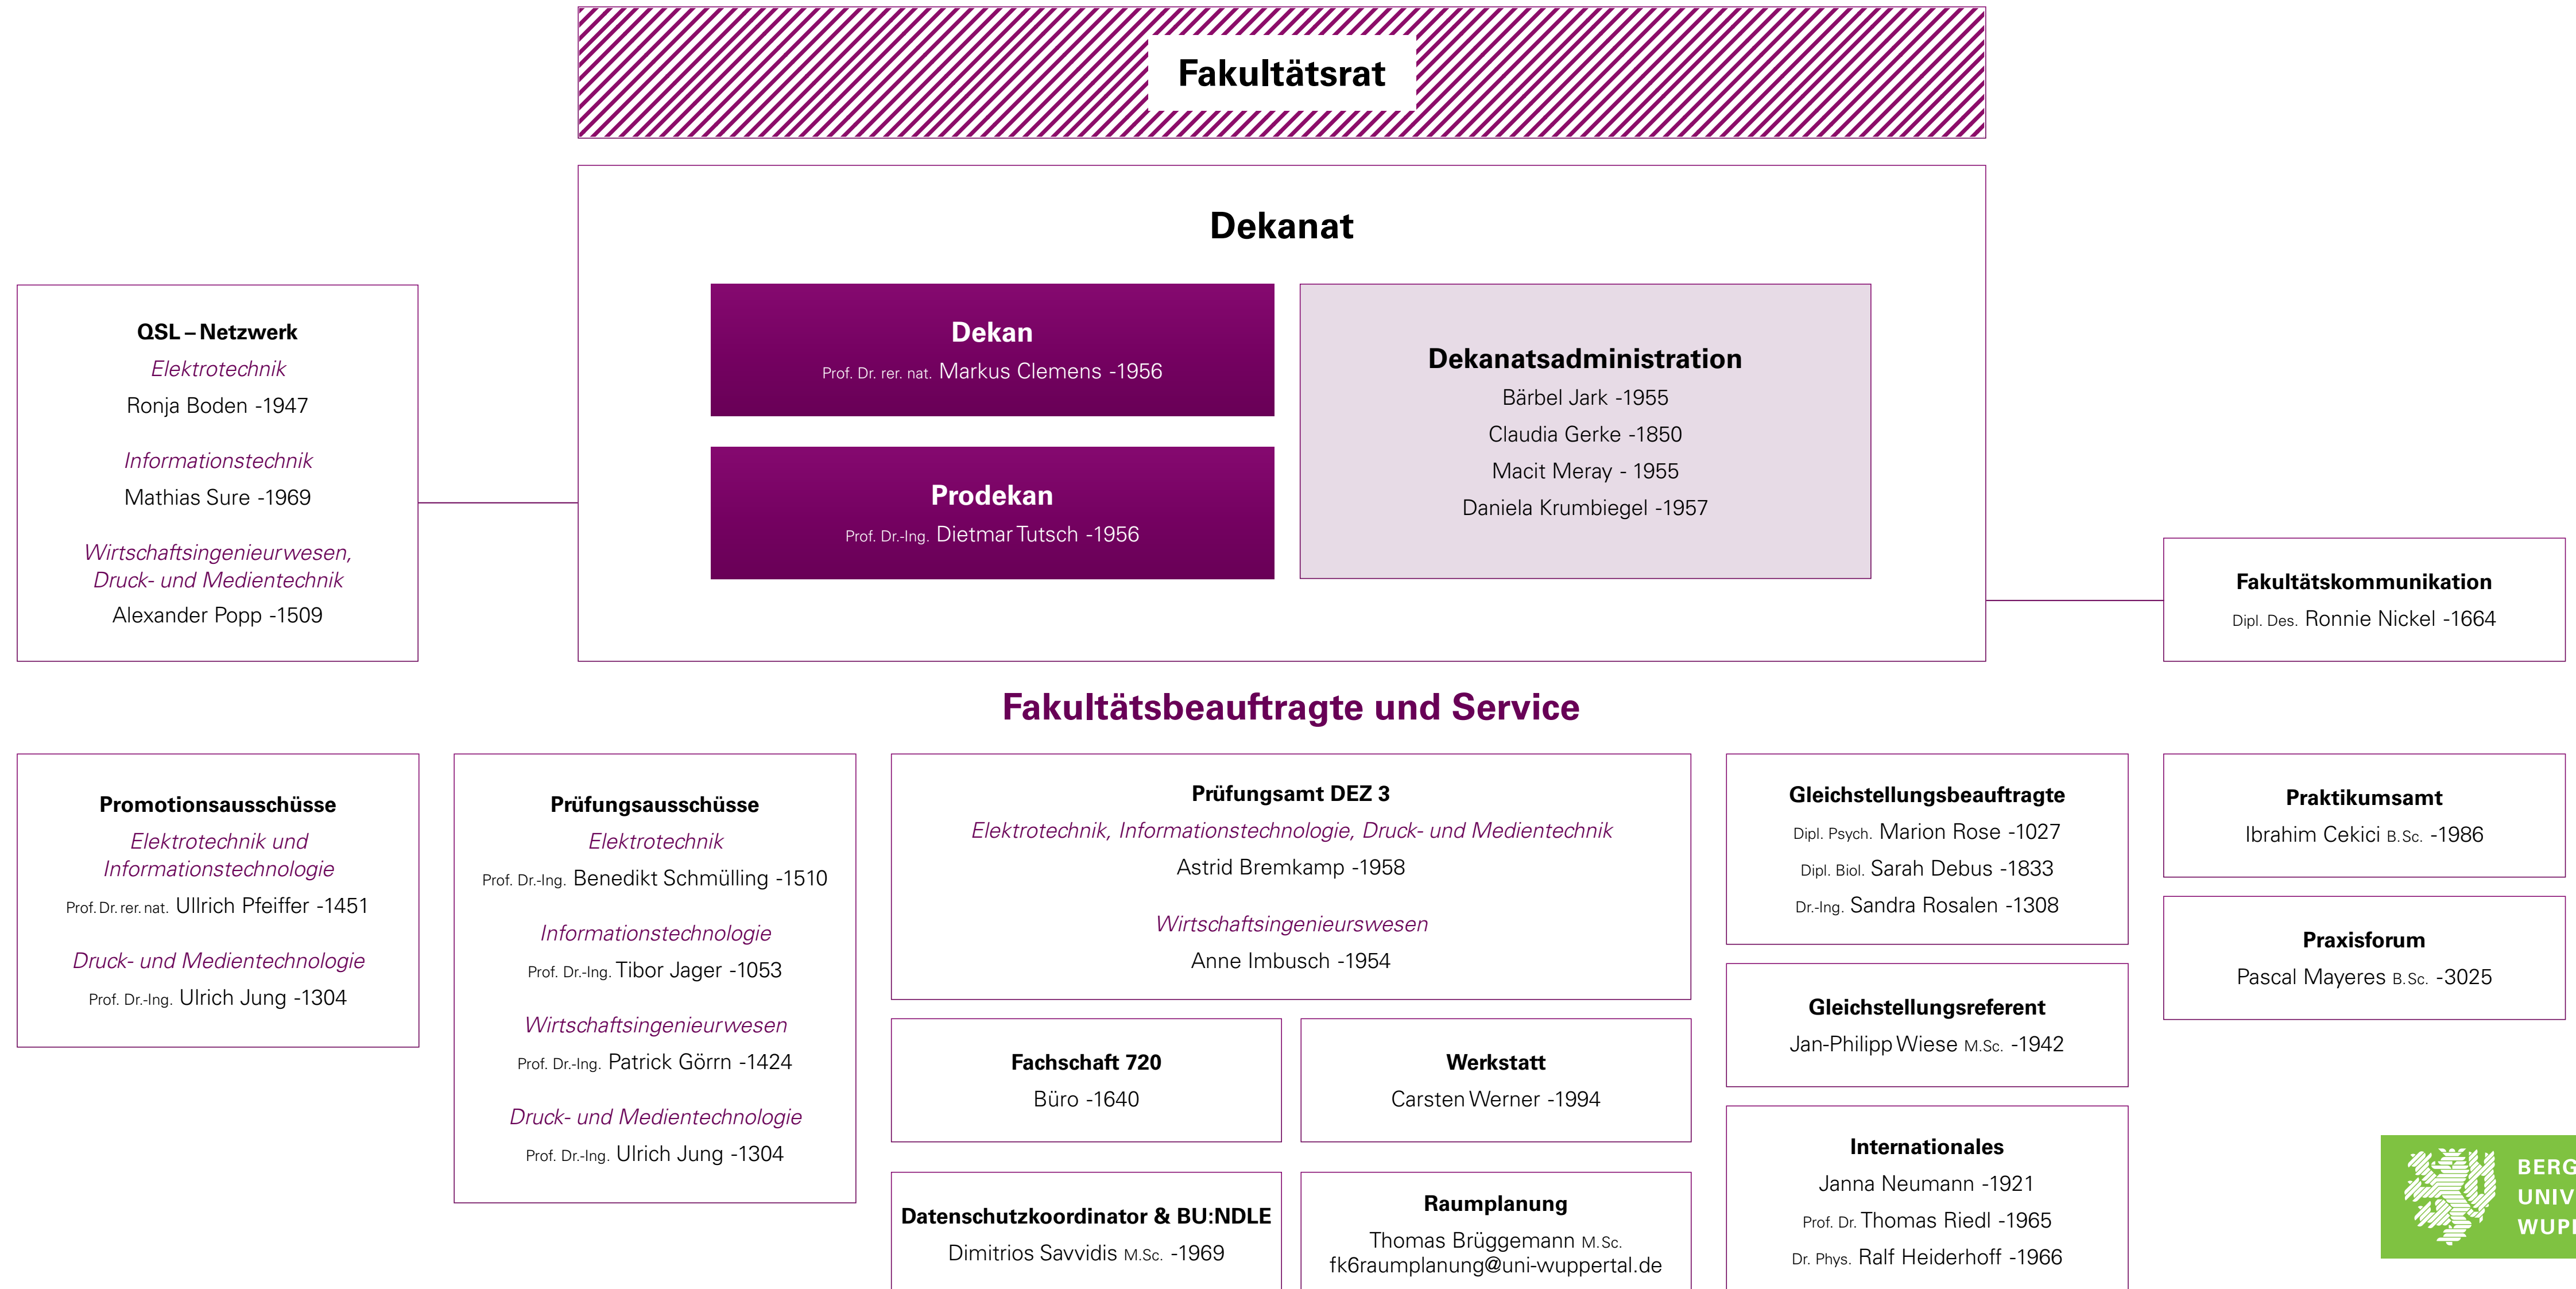 Fakultätsrat
Dekanat
Dekan
Prof. Dr. rer. nat. Markus Clemens -1956
Prodekan
Prof. Dr.-Ing. Dietmar Tutsch -1956
Dekanatsadministration
Bärbel Jark -1955
Claudia Gerke -1850
Macit Meray - 1955
Daniela Krumbiegel -1957
QSL – Netzwerk
Elektrotechnik
Ronja Boden -1947
Informationstechnik
Mathias Sure -1969
Wirtschaftsingenieurwesen,
Druck- und Medientechnik
Alexander Popp -1509
Fakultätskommunikation
Dipl. Des. Ronnie Nickel -1664
Fakultätsbeauftragte und Service
Promotionsausschüsse
Elektrotechnik und
Informationstechnologie
Prof. Dr. rer. nat. Ullrich Pfeiffer -1451
Druck- und Medientechnologie
Prof. Dr.-Ing. Ulrich Jung -1304
Prüfungsausschüsse
Elektrotechnik
Prof. Dr.-Ing. Benedikt Schmülling -1510
Informationstechnologie
Prof. Dr.-Ing. Tibor Jager -1053
Wirtschaftsingenieurwesen
Prof. Dr.-Ing. Patrick Görrn -1424
Druck- und Medientechnologie
Prof. Dr.-Ing. Ulrich Jung -1304
Prüfungsamt DEZ 3
Elektrotechnik, Informationstechnologie, Druck- und Medientechnik
Astrid Bremkamp -1958
Wirtschaftsingenieurswesen
Anne Imbusch -1954
Fachschaft 720
Büro -1640
Werkstatt
Carsten Werner -1994
Datenschutzkoordinator & BU:NDLE
Dimitrios Savvidis M.Sc. -1969
Raumplanung
Thomas Brüggemann M.Sc.
fk6raumplanung@uni-wuppertal.de
Gleichstellungsbeauftragte
Dipl. Psych. Marion Rose -1027
Dipl. Biol. Sarah Debus -1833
Dr.-Ing. Sandra Rosalen -1308
Gleichstellungsreferent
Jan-Philipp Wiese M.Sc. -1942
Internationales
Janna Neumann -1921
Prof. Dr. Thomas Riedl -1965
Dr. Phys. Ralf Heiderhoff -1966
Praktikumsamt
Ibrahim Cekici B.Sc. -1986
Praxisforum
Pascal Mayeres B.Sc. -3025
BERG
UNIV
WUP